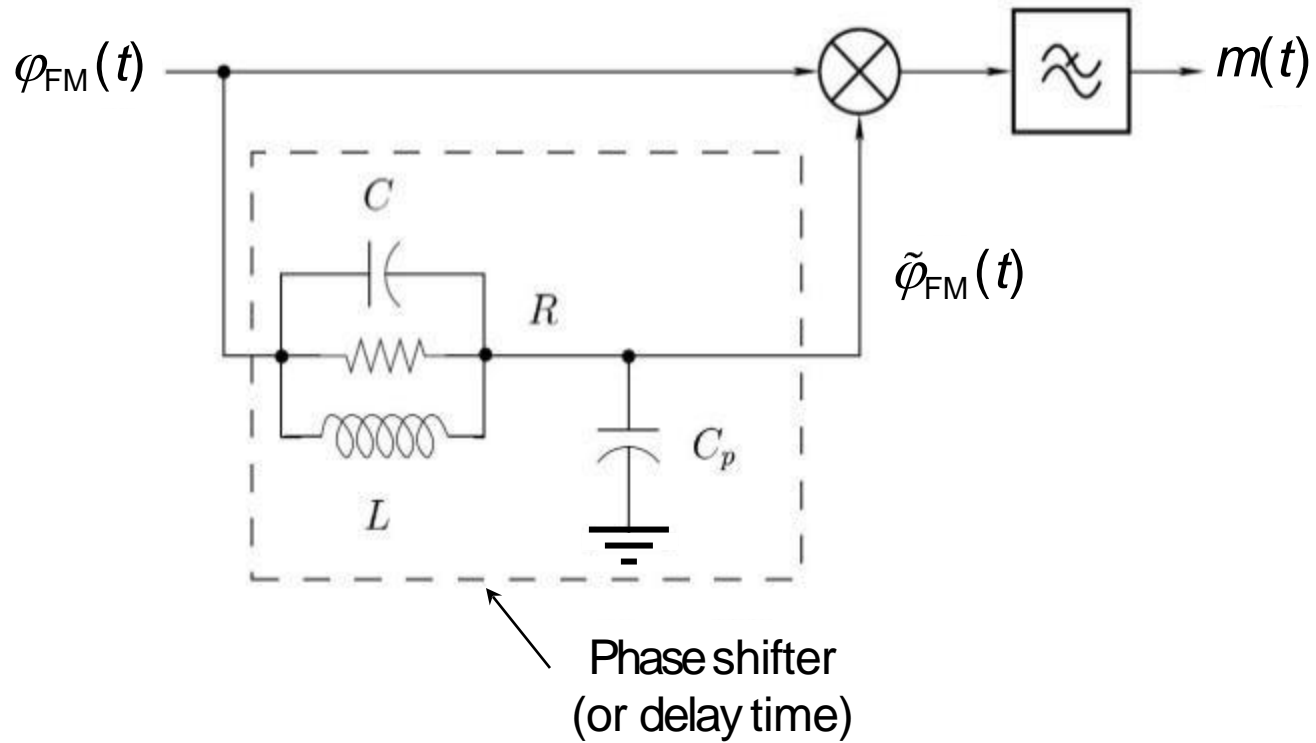 φFM(t)
m(t)
C
φ̃FM(t)
R
Cp
L
Phase shifter
(or delay time)